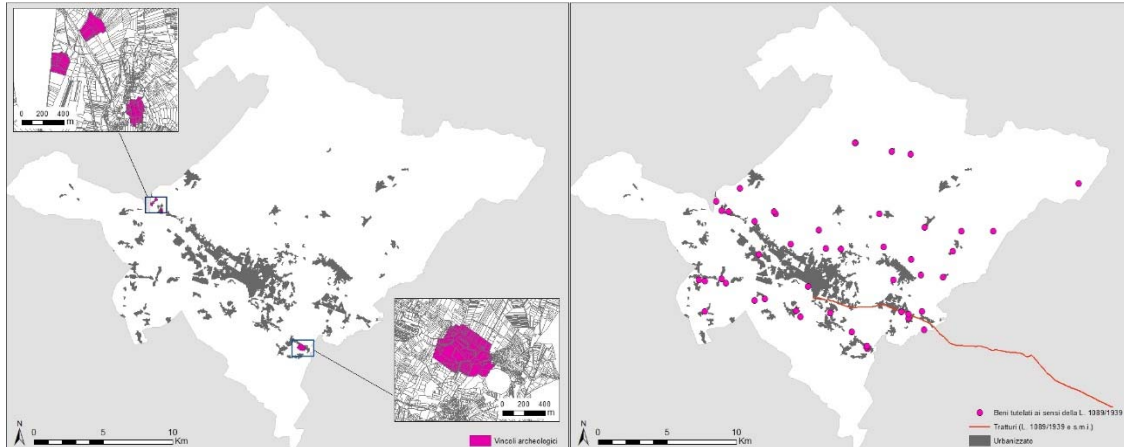 0 200 400
m
0 200 400
m
N
0 5 10
Km
Vincoli archeologici
N
0 5 10
Km
Beni tutelati ai sensi della L. 1089/1939
Tratturi (L. 1089/1939 e s.m.i.)
Urbanizzato